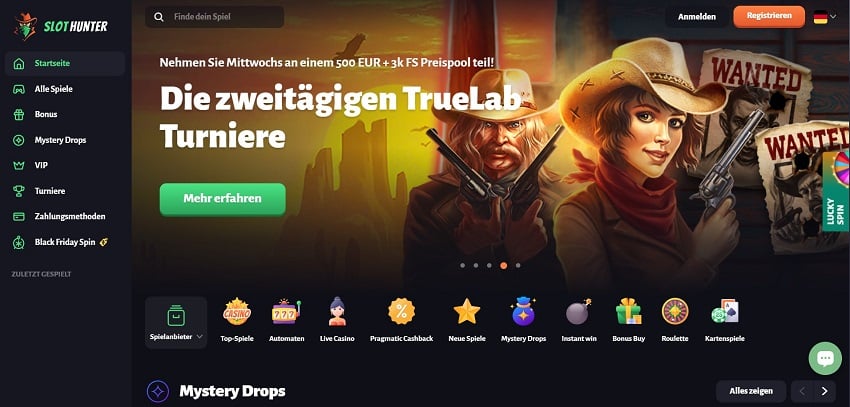 SLOT HUNTER
Finde dein Spiel
Anmelden
Registrieren
Startseite
Alle Spiele
Bonus
Mystery Drops
VIP
Turniere
Zahlungsmethoden
Black Friday Spin
ZULETZT GESPIELT
Nehmen Sie Mittwochs an einem 500 EUR + 3k FS Preispool teil!
Die zweitägigen TrueLab
Turniere
Mehr erfahren
WANTED
WANTED
LUCKY
SPIN
Spielanbieter
CASINO
Top-Spiele
777
Automaten
Live Casino
%
Pragmatic Cashback
Neue Spiele
Mystery Drops
Instant win
Bonus Buy
Roulette
Kartenspiele
Mystery Drops
Alles zeigen